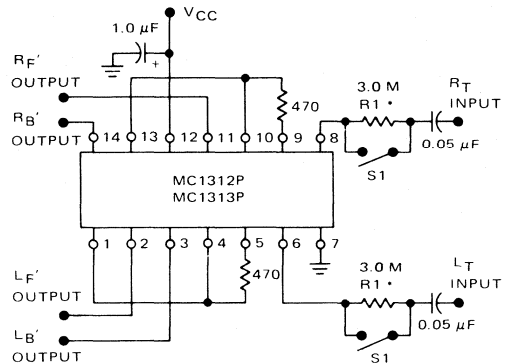 VCC
1.0 µF
+
RF'
OUTPUT
RB'
OUTPUT
470
3.0 M
R1 •
RT
INPUT
0.05 µF
S1
14 13 12 11 10 9 8
MC1312P
MC1313P
1 2 3 4 5 6 7
470
LF'
OUTPUT
LB'
OUTPUT
3.0 M
R1 •
LT
INPUT
0.05 µF
S1